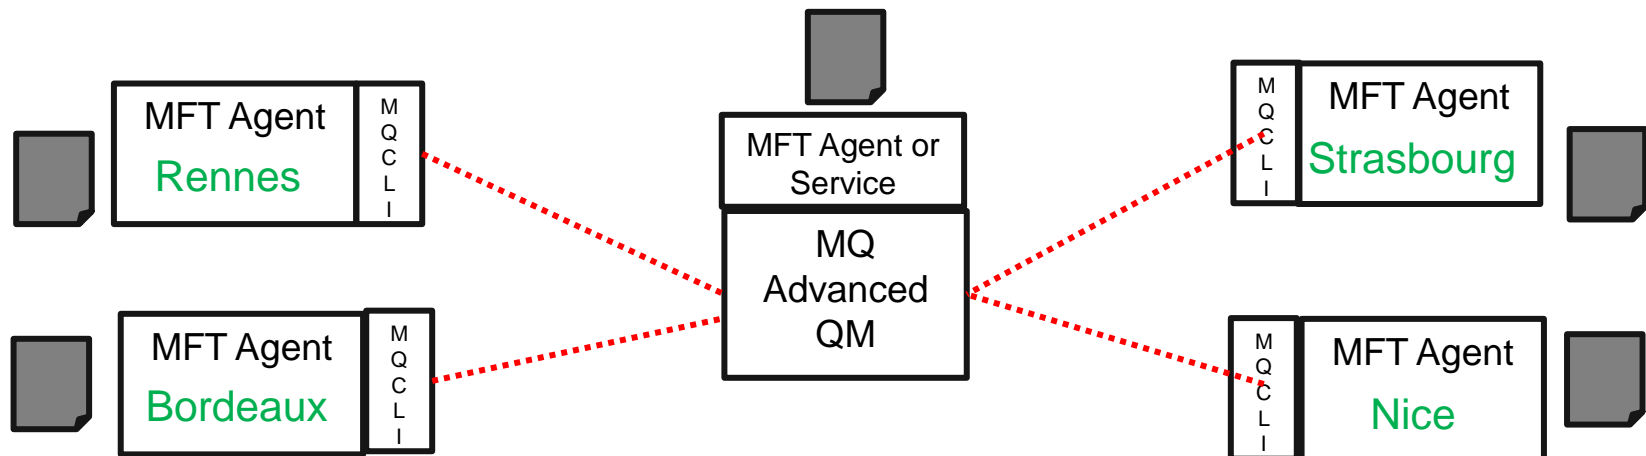 MFT Agent
Rennes
M
Q
C
L
I
MFT Agent or
Service
MQ
Advanced
QM
M
Q
C
L
I
MFT Agent
Strasbourg
MFT Agent
Bordeaux
M
Q
C
L
I
M
Q
C
L
I
MFT Agent
Nice